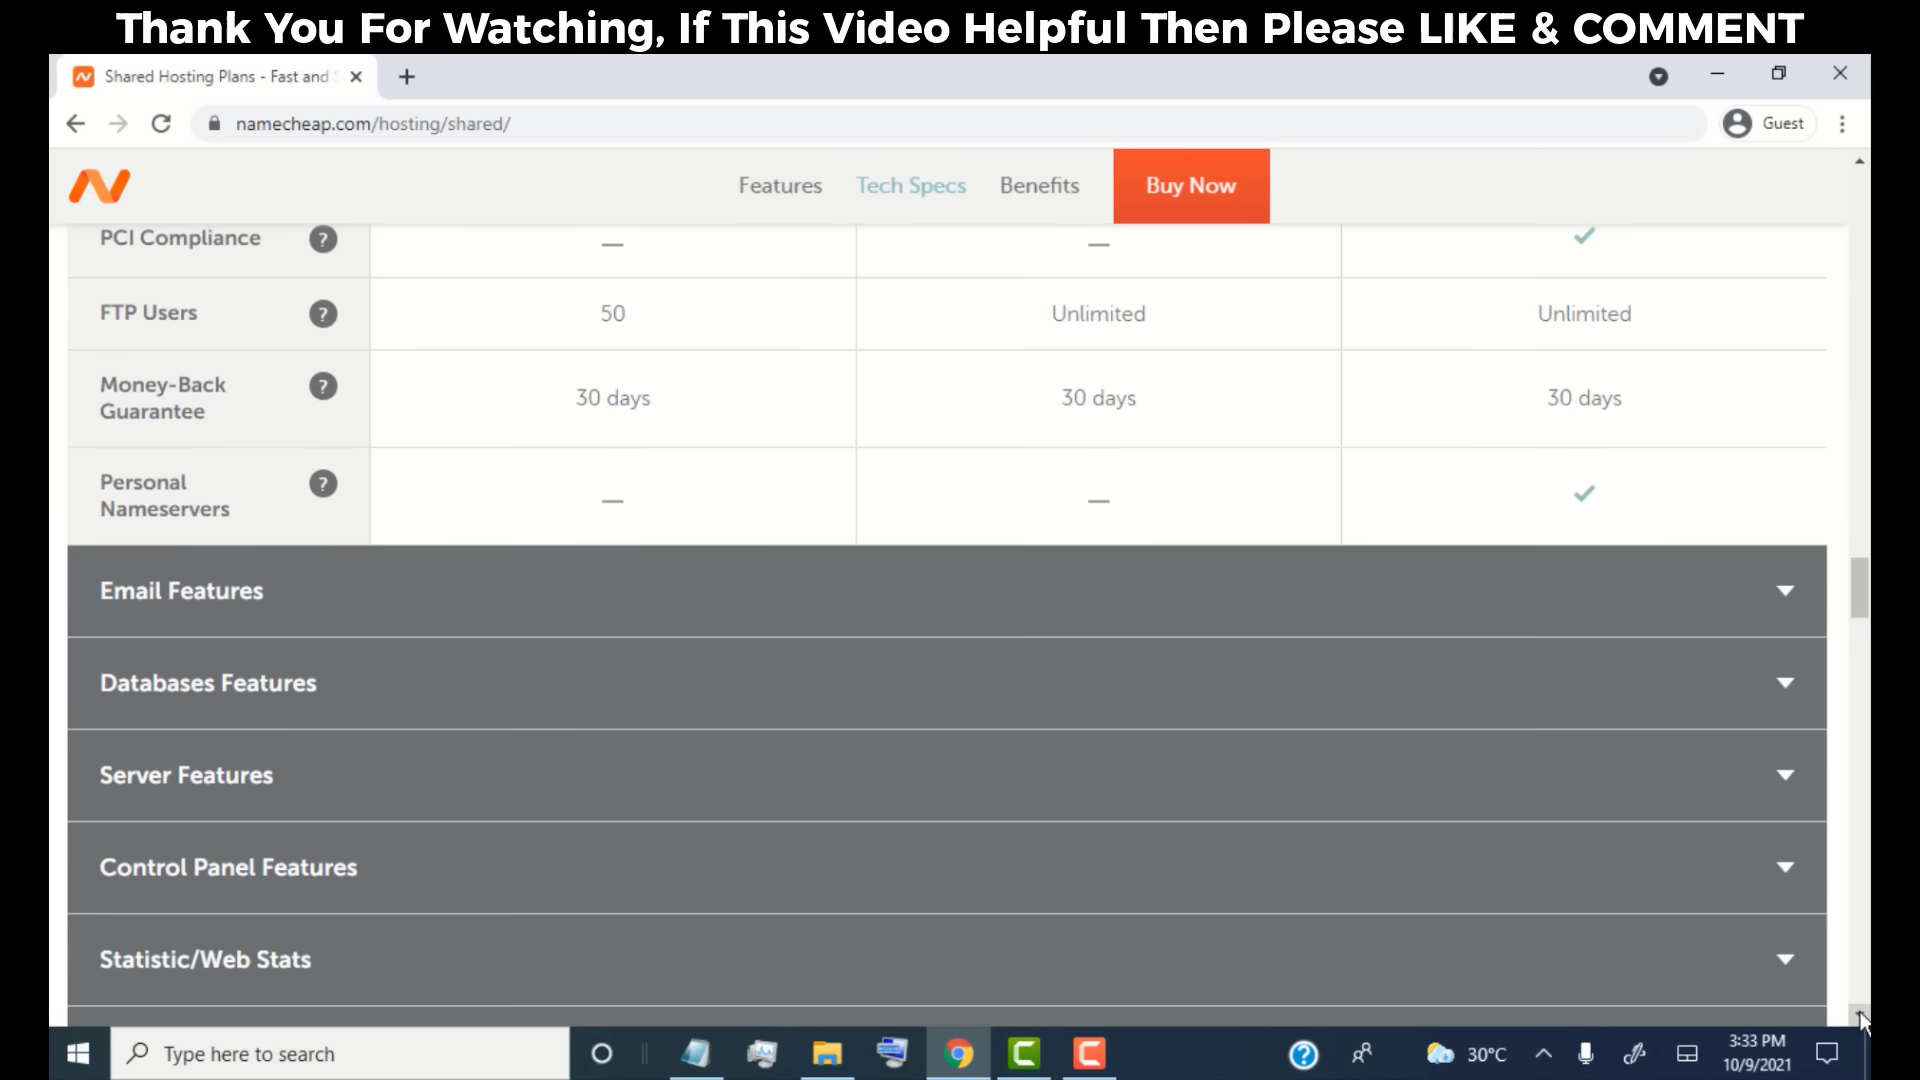 Thank You For Watching, If This Video Helpful Then Please LIKE & COMMENT
Shared Hosting Plans - Fast and
namecheap.com/hosting/shared/
Guest
Features
Tech Specs
Benefits
Buy Now
PCI Compliance ? — —
FTP Users ? 50 Unlimited Unlimited
Money-Back
Guarantee
? 30 days 30 days 30 days
Personal
Nameservers
? — —
Email Features
Databases Features
Server Features
Control Panel Features
Statistic/Web Stats
Type here to search
30°C
3:33 PM
10/9/2021